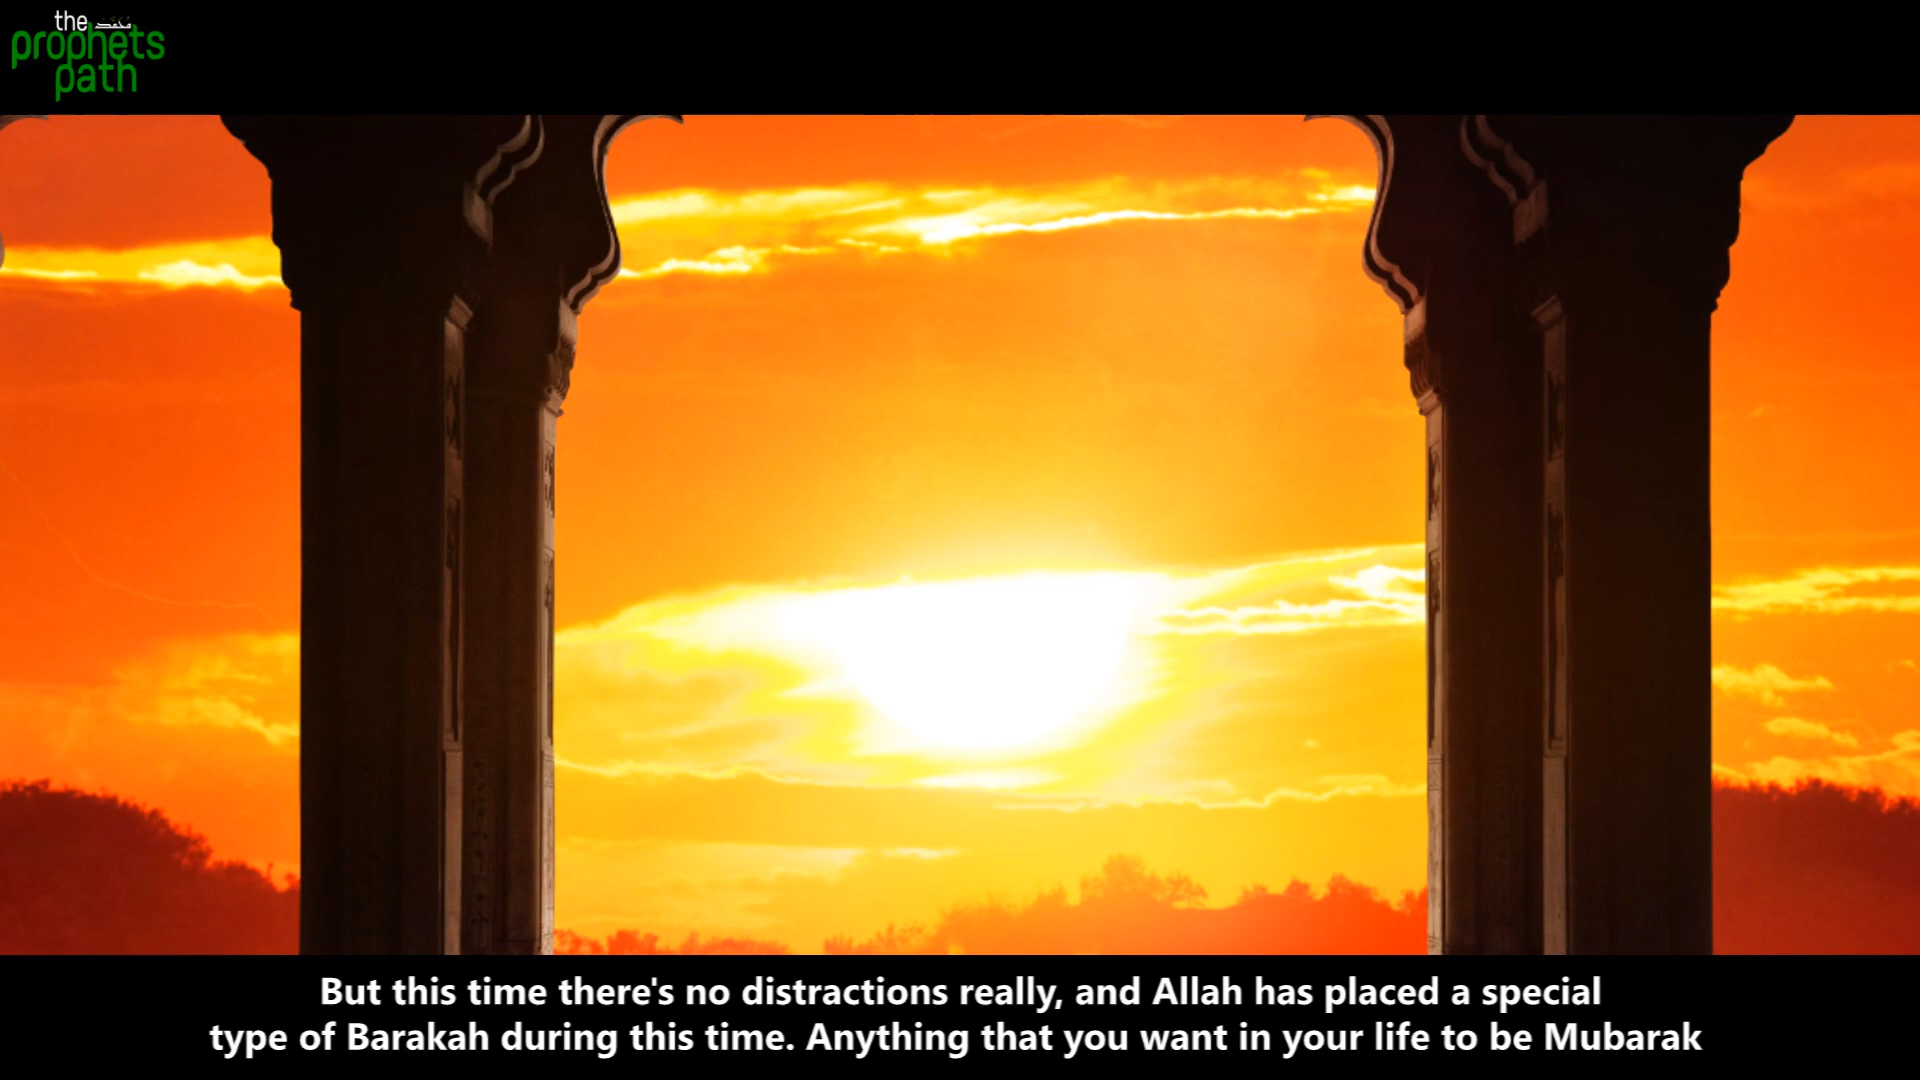 the
prophets
path
But this time there's no distractions really, and Allah has placed a special
type of Barakah during this time. Anything that you want in your life to be Mubarak